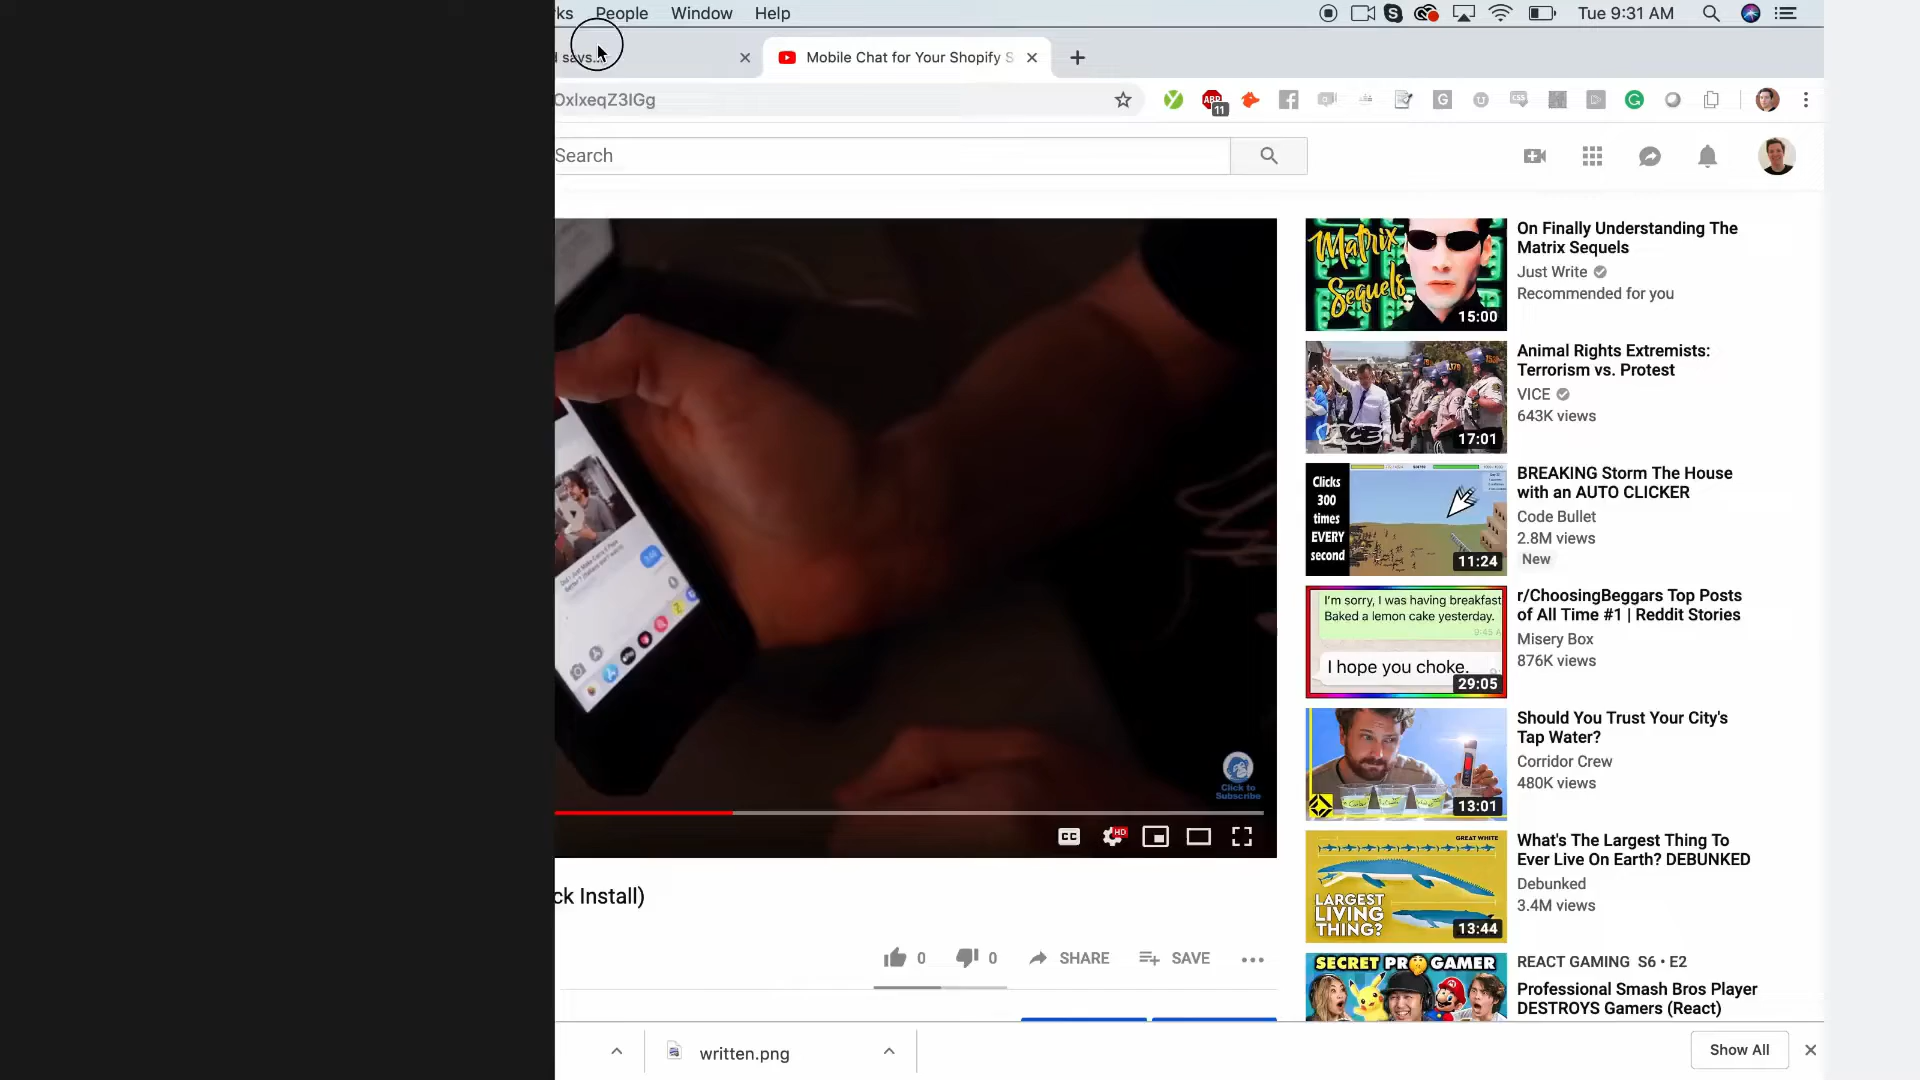 ks People Window Help Tue 9:31 AM
d says... Mobile Chat for Your Shopify S
OxIxeqZ3IGg
ABP
11
G
CSS
Search
Matrix
Sequels
15:00
On Finally Understanding The
Matrix Sequels
Just Write
Recommended for you
VICE
17:01
Animal Rights Extremists:
Terrorism vs. Protest
VICE
643K views
Clicks
300
times
EVERY
second
11:24
BREAKING Storm The House
with an AUTO CLICKER
Code Bullet
2.8M views
New
I'm sorry, I was having breakfast
Baked a lemon cake yesterday.
I hope you choke.
29:05
r/ChoosingBeggars Top Posts
of All Time #1 | Reddit Stories
Misery Box
876K views
13:01
Should You Trust Your City's
Tap Water?
Corridor Crew
480K views
GREAT WHITE
LARGEST
LIVING
THING?
13:44
What's The Largest Thing To
Ever Live On Earth? DEBUNKED
Debunked
3.4M views
SECRET PRO GAMER
REACT GAMING S6 • E2
Professional Smash Bros Player
DESTROYS Gamers (React)
Click to
Subscribe
CC HD
ck Install)
0 0 SHARE SAVE
written.png
Show All